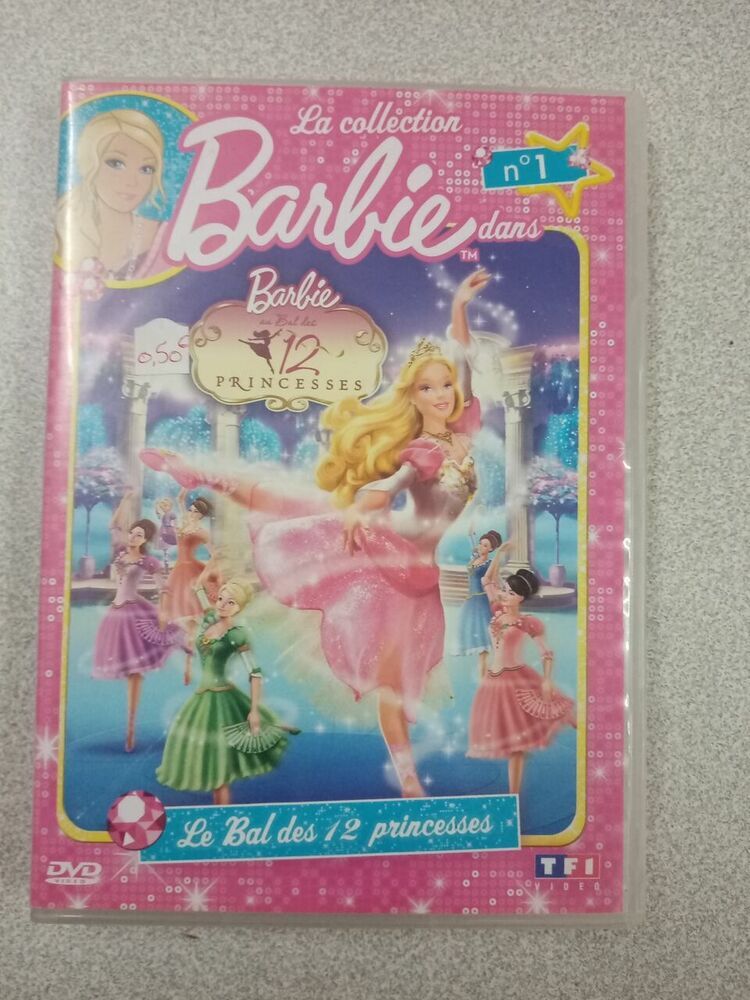 La collection
Barbie dans
TM
n°1
Barbie
au Bal des
12
PRINCESSES
0,50€
Le Bal des 12 princesses
DVD
VIDEO
TF1
VIDEO